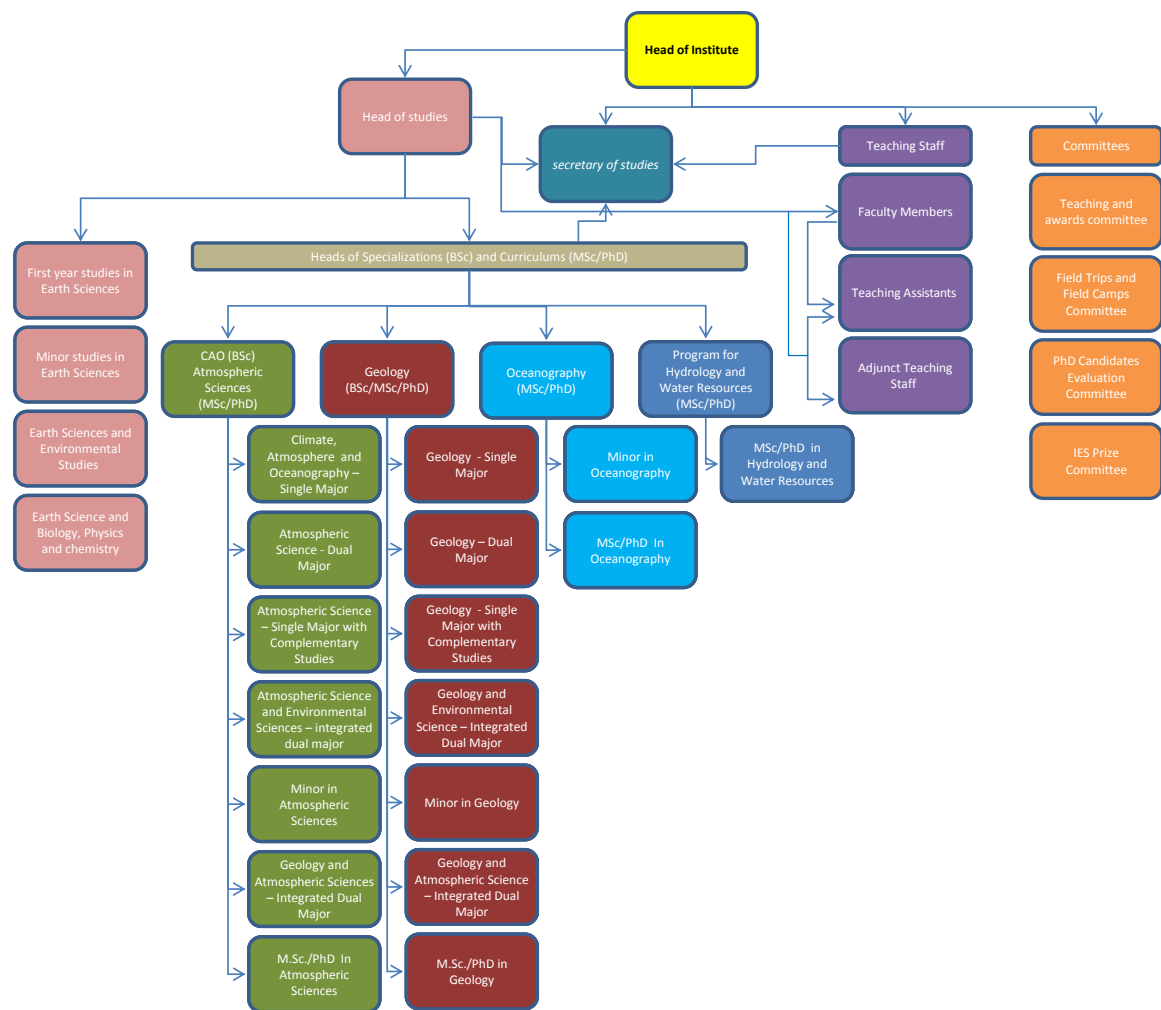 Head of Institute
Head of studies
secretary of studies
Teaching Staff
Committees
Faculty Members
Teaching and
awards committee
Heads of Specializations (BSc) and Curriculums (MSc/PhD)
First year studies in
Earth Sciences
Teaching Assistants
Field Trips and
Field Camps
Committee
Minor studies in
Earth Sciences
CAO (BSc)
Atmospheric
Sciences
(MSc/PhD)
Geology
(BSc/MSc/PhD)
Oceanography
(MSc/PhD)
Program for
Hydrology and
Water Resources
(MSc/PhD)
Adjunct Teaching
Staff
PhD Candidates
Evaluation
Committee
Earth Sciences and
Environmental
Studies
Climate,
Atmosphere and
Oceanography –
Single Major
Geology - Single
Major
Minor in
Oceanography
MSc/PhD in
Hydrology and
Water Resources
IES Prize
Committee
Earth Science and
Biology, Physics
and chemistry
Atmospheric
Science - Dual
Major
Geology – Dual
Major
MSc/PhD In
Oceanography
Atmospheric Science
– Single Major with
Complementary
Studies
Geology - Single
Major with
Complementary
Studies
Atmospheric Science
and Environmental
Sciences – integrated
dual major
Geology and
Environmental
Science – Integrated
Dual Major
Minor in
Atmospheric
Sciences
Minor in Geology
Geology and
Atmospheric Sciences
– Integrated Dual
Major
Geology and
Atmospheric Science
– Integrated Dual
Major
M.Sc./PhD In
Atmospheric
Sciences
M.Sc./PhD in
Geology